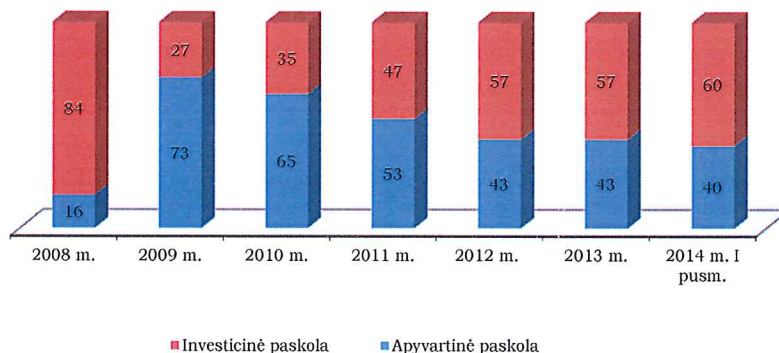 84 27 35 47 57 57 60
16 73 65 53 43 43 40
2008 m. 2009 m. 2010 m. 2011 m. 2012 m. 2013 m. 2014 m. I
pusm.
Investicinė paskola Apyvartinė paskola